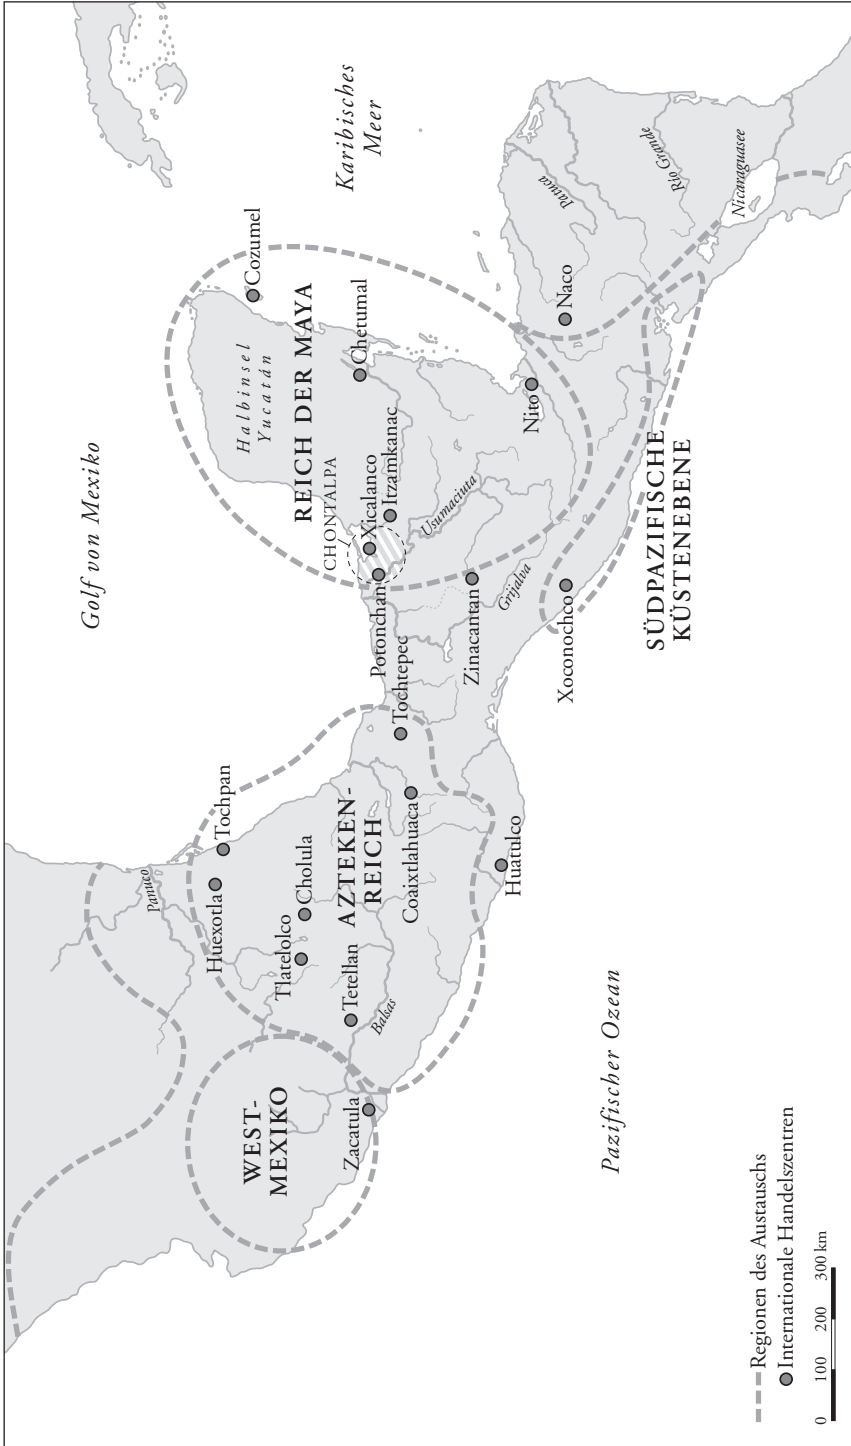 Golf von Mexiko
Karibisches
Meer
Pazifischer Ozean
WEST-
MEXIKO
AZTEKEN-
REICH
REICH DER MAYA
SÜDPAZIFISCHE
KÜSTENEBENE
Halbinsel
Yucatán
CHONTALPA
Panuco
Huexotla
Tochpan
Tlatelolco
Cholula
Tetellan
Balsas
Zacatula
Coaixtlahuaca
Huatulco
Tochtepec
Potonchan
Xicalanco
Itzamkanac
Usumaciuta
Zinacantan
Grijalva
Xoconochco
Cozumel
Chetumal
Nito
Naco
Patuca
Rio Grande
Nicaraguasee
Regionen des Austauschs
Internationale Handelszentren
0 100 200 300 km